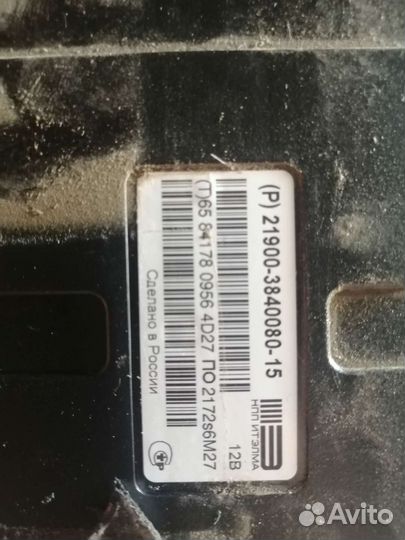 (P) 21900-3840080-15
НПП ИТЭЛМА
(T)65 84178 0956 4D27 ПО 2172s6M27
12В
Сделано в России
Avito